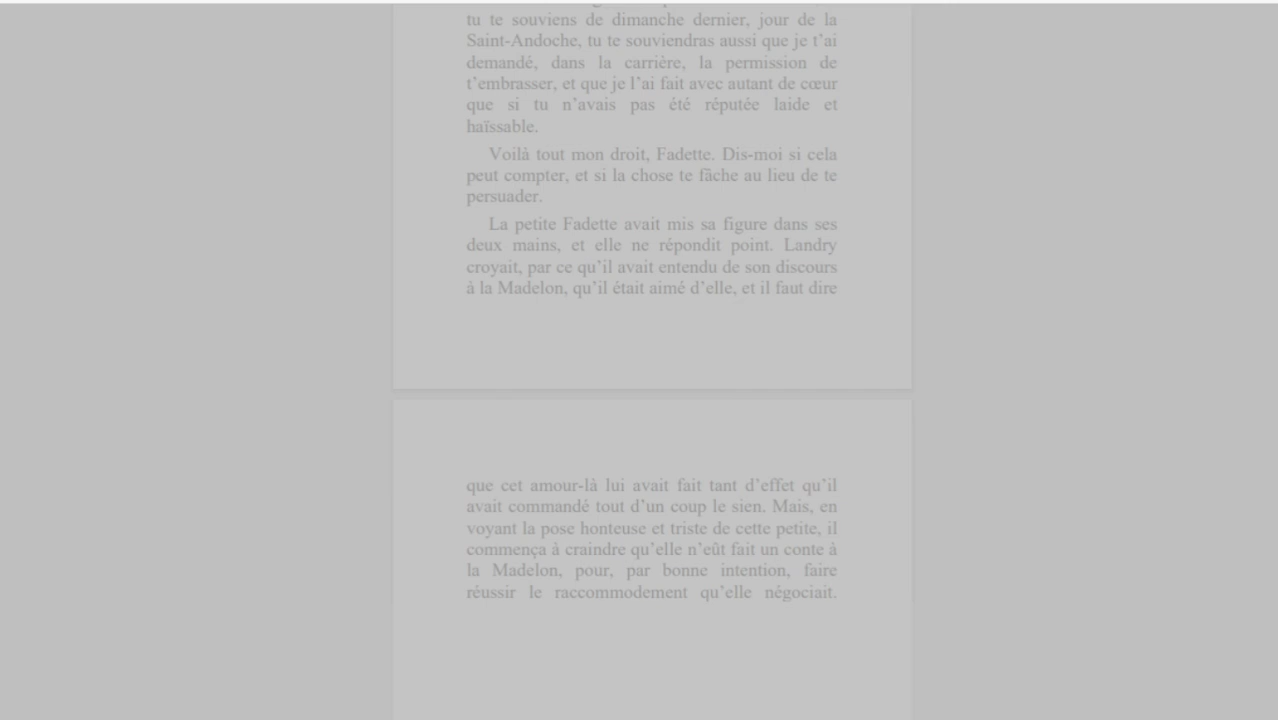 tu te souviens de dimanche dernier, jour de la
Saint-Andoche, tu te souviendras aussi que je t’ai
demandé, dans la carrière, la permission de
t’embrasser, et que je l’ai fait avec autant de cœur
que si tu n’avais pas été réputée laide et
haïssable.
Voilà tout mon droit, Fadette. Dis-moi si cela
peut compter, et si la chose te fâche au lieu de te
persuader.
La petite Fadette avait mis sa figure dans ses
deux mains, et elle ne répondit point. Landry
croyait, par ce qu’il avait entendu de son discours
à la Madelon, qu’il était aimé d’elle, et il faut dire
que cet amour-là lui avait fait tant d’effet qu’il
avait commandé tout d’un coup le sien. Mais, en
voyant la pose honteuse et triste de cette petite, il
commença à craindre qu’elle n’eût fait un conte à
la Madelon, pour, par bonne intention, faire
réussir le raccommodement qu’elle négociait.